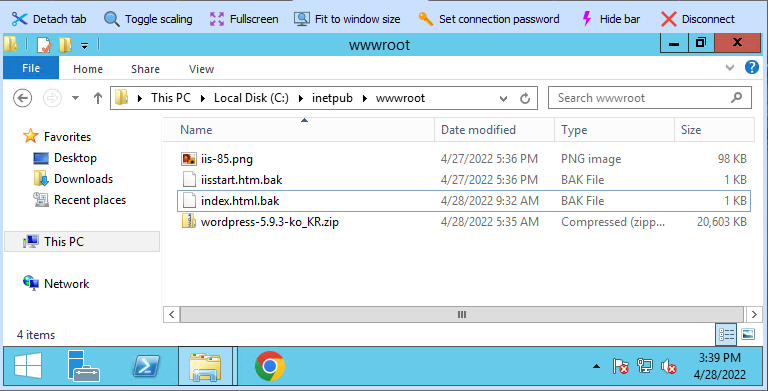 Detach tab Toggle scaling Fullscreen Fit to window size Set connection password Hide bar Disconnect
wwwroot
File Home Share View
This PC Local Disk (C:) inetpub wwwroot Search wwwroot
Favorites
Desktop
Downloads
Recent places
This PC
Network
Name Date modified Type Size
iis-85.png 4/27/2022 5:36 PM PNG image 98 KB
iisstart.htm.bak 4/27/2022 5:36 PM BAK File 1 KB
index.html.bak 4/28/2022 9:32 AM BAK File 1 KB
wordpress-5.9.3-ko_KR.zip 4/28/2022 5:35 AM Compressed (zipp... 20,603 KB
4 items
3:39 PM
4/28/2022